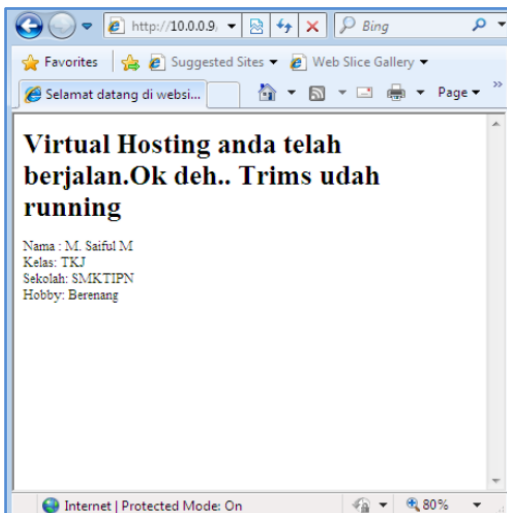 http://10.0.0.9, Bing
Favorites Suggested Sites Web Slice Gallery
Selamat datang di websi... Page
Virtual Hosting anda telah
berjalan.Ok deh.. Trims udah
running
Nama : M. Saiful M
Kelas: TKJ
Sekolah: SMKTIPN
Hobby: Berenang
Internet | Protected Mode: On 80%